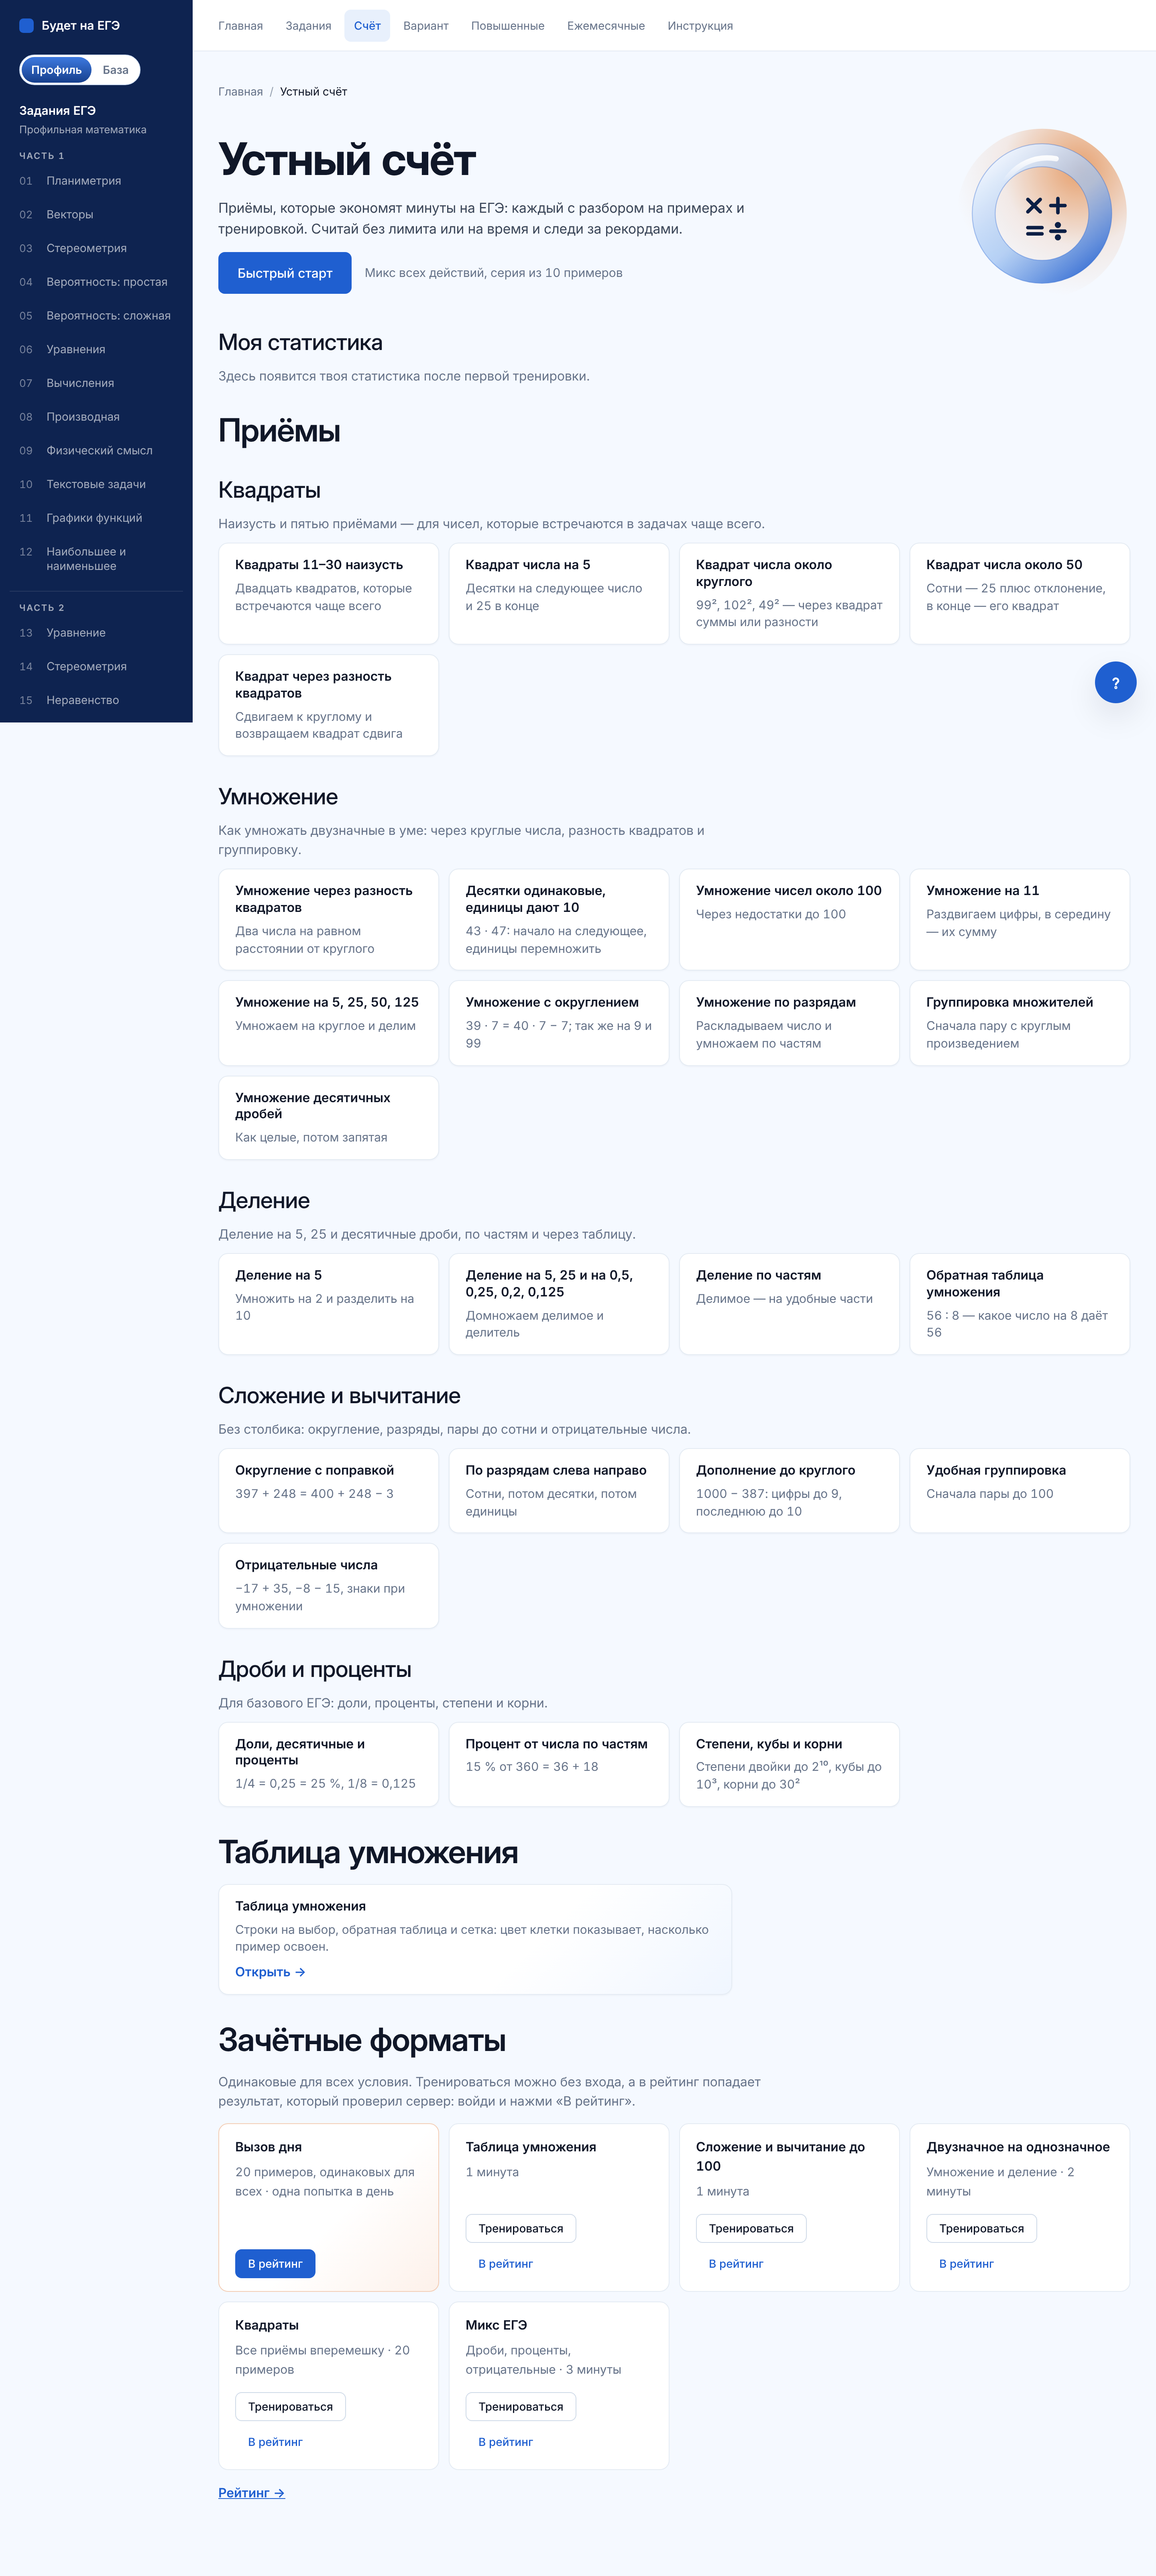 Будет на ЕГЭ
Профиль
База
Задания ЕГЭ
Профильная математика
ЧАСТЬ 1
01 Планиметрия
02 Векторы
03 Стереометрия
04 Вероятность: простая
05 Вероятность: сложная
06 Уравнения
07 Вычисления
08 Производная
09 Физический смысл
10 Текстовые задачи
11 Графики функций
12 Наибольшее и
наименьшее
ЧАСТЬ 2
13 Уравнение
14 Стереометрия
15 Неравенство
Главная Задания Счёт Вариант Повышенные Ежемесячные Инструкция
Главная / Устный счёт
Устный счёт
Приёмы, которые экономят минуты на ЕГЭ: каждый с разбором на примерах и
тренировкой. Считай без лимита или на время и следи за рекордами.
Быстрый старт
Микс всех действий, серия из 10 примеров
× +
= ÷
Моя статистика
Здесь появится твоя статистика после первой тренировки.
Приёмы
Квадраты
Наизусть и пятью приёмами — для чисел, которые встречаются в задачах чаще всего.
Квадраты 11–30 наизусть
Двадцать квадратов, которые
встречаются чаще всего
Квадрат числа на 5
Десятки на следующее число
и 25 в конце
Квадрат числа около
круглого
99², 102², 49² — через квадрат
суммы или разности
Квадрат числа около 50
Сотни — 25 плюс отклонение,
в конце — его квадрат
Квадрат через разность
квадратов
Сдвигаем к круглому и
возвращаем квадрат сдвига
?
Умножение
Как умножать двузначные в уме: через круглые числа, разность квадратов и
группировку.
Умножение через разность
квадратов
Два числа на равном
расстоянии от круглого
Десятки одинаковые,
единицы дают 10
43 · 47: начало на следующее,
единицы перемножить
Умножение чисел около 100
Через недостатки до 100
Умножение на 11
Раздвигаем цифры, в середину
— их сумму
Умножение на 5, 25, 50, 125
Умножаем на круглое и делим
Умножение с округлением
39 · 7 = 40 · 7 − 7; так же на 9 и
99
Умножение по разрядам
Раскладываем число и
умножаем по частям
Группировка множителей
Сначала пару с круглым
произведением
Умножение десятичных
дробей
Как целые, потом запятая
Деление
Деление на 5, 25 и десятичные дроби, по частям и через таблицу.
Деление на 5
Умножить на 2 и разделить на
10
Деление на 5, 25 и на 0,5,
0,25, 0,2, 0,125
Домножаем делимое и
делитель
Деление по частям
Делимое — на удобные части
Обратная таблица
умножения
56 : 8 — какое число на 8 даёт
56
Сложение и вычитание
Без столбика: округление, разряды, пары до сотни и отрицательные числа.
Округление с поправкой
397 + 248 = 400 + 248 − 3
По разрядам слева направо
Сотни, потом десятки, потом
единицы
Дополнение до круглого
1000 − 387: цифры до 9,
последнюю до 10
Удобная группировка
Сначала пары до 100
Отрицательные числа
−17 + 35, −8 − 15, знаки при
умножении
Дроби и проценты
Для базового ЕГЭ: доли, проценты, степени и корни.
Доли, десятичные и
проценты
1/4 = 0,25 = 25 %, 1/8 = 0,125
Процент от числа по частям
15 % от 360 = 36 + 18
Степени, кубы и корни
Степени двойки до 2¹⁰, кубы до
10³, корни до 30²
Таблица умножения
Таблица умножения
Строки на выбор, обратная таблица и сетка: цвет клетки показывает, насколько
пример освоен.
Открыть →
Зачётные форматы
Одинаковые для всех условия. Тренироваться можно без входа, а в рейтинг попадает
результат, который проверил сервер: войди и нажми «В рейтинг».
Вызов дня
20 примеров, одинаковых для
всех · одна попытка в день
В рейтинг
Таблица умножения
1 минута
Тренироваться
В рейтинг
Сложение и вычитание до
100
1 минута
Тренироваться
В рейтинг
Двузначное на однозначное
Умножение и деление · 2
минуты
Тренироваться
В рейтинг
Квадраты
Все приёмы вперемешку · 20
примеров
Тренироваться
В рейтинг
Микс ЕГЭ
Дроби, проценты,
отрицательные · 3 минуты
Тренироваться
В рейтинг
Рейтинг →